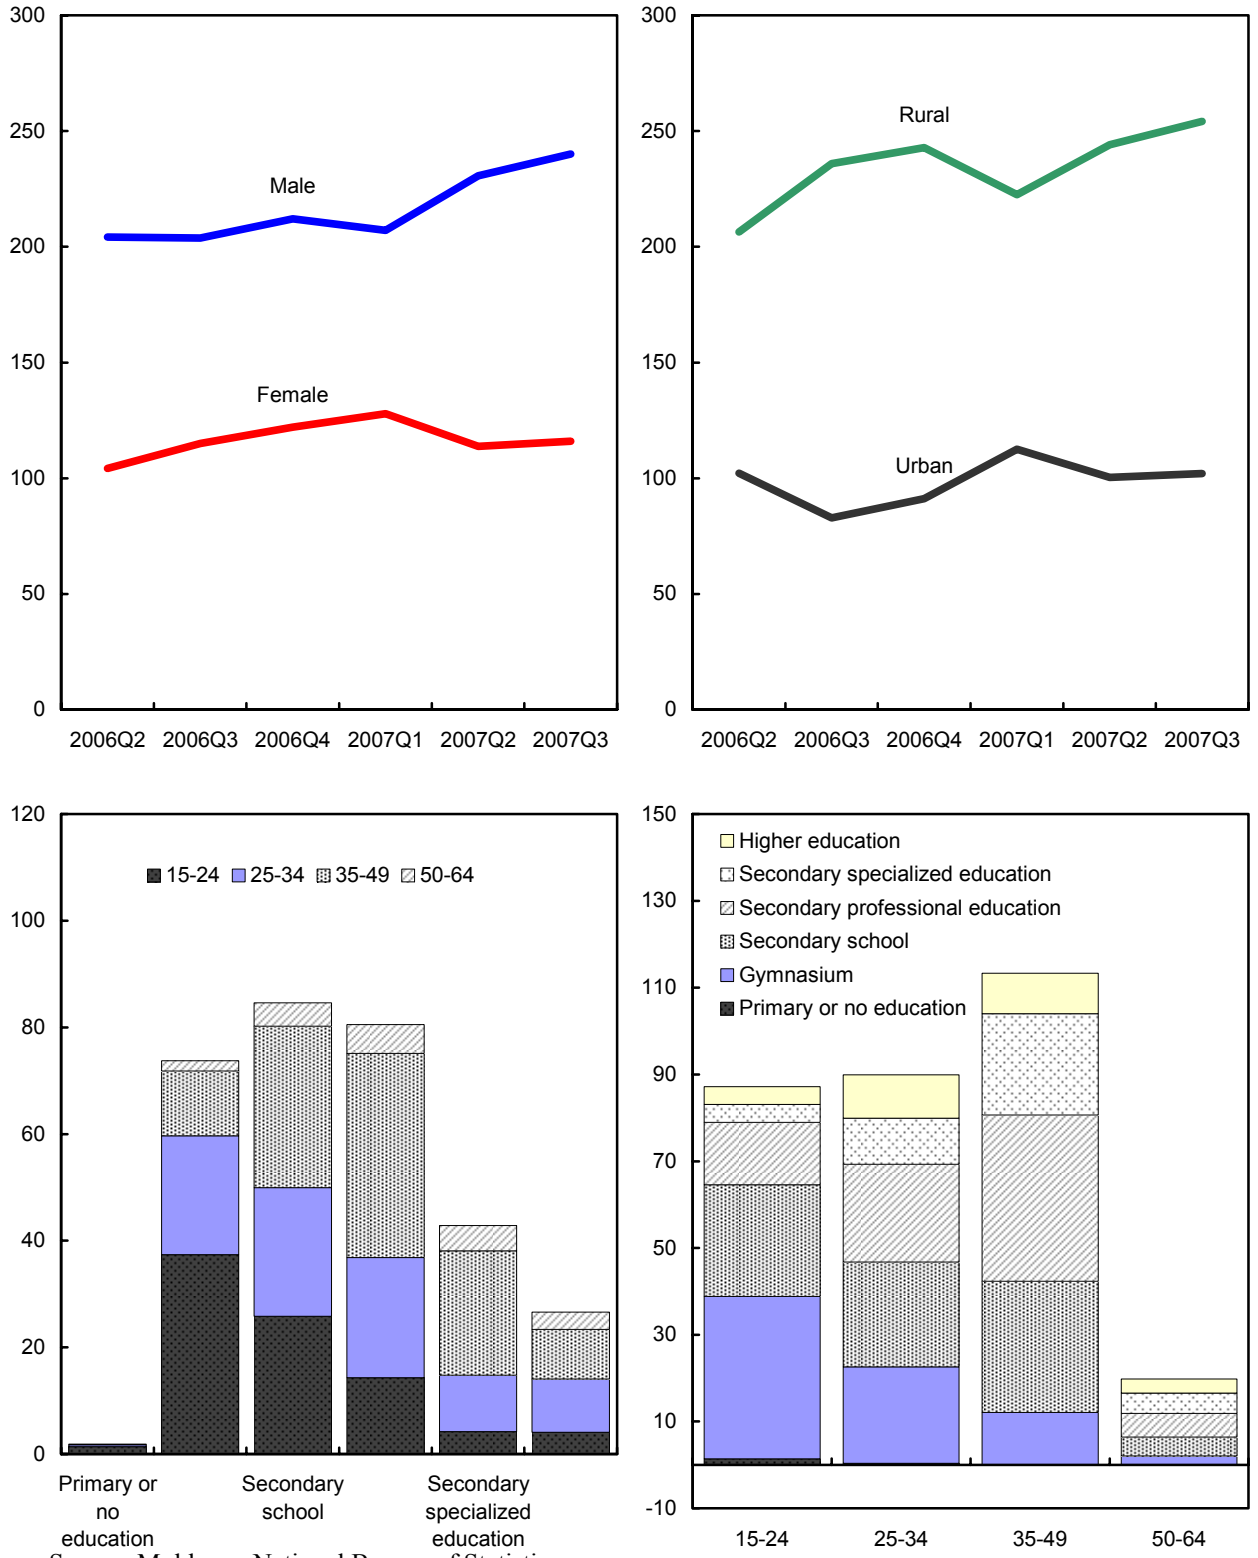 300
250
200
150
100
50
0
Male
Female
2006Q2 2006Q3 2006Q4 2007Q1 2007Q2 2007Q3
300
250
200
150
100
50
0
Rural
Urban
2006Q2 2006Q3 2006Q4 2007Q1 2007Q2 2007Q3
120
100
80
60
40
20
0
15-24 25-34 35-49 50-64
Primary or
no
education
Secondary
school
Secondary
specialized
education
150
130
110
90
70
50
30
10
-10
Higher education
Secondary specialized education
Secondary professional education
Secondary school
Gymnasium
Primary or no education
15-24 25-34 35-49 50-64